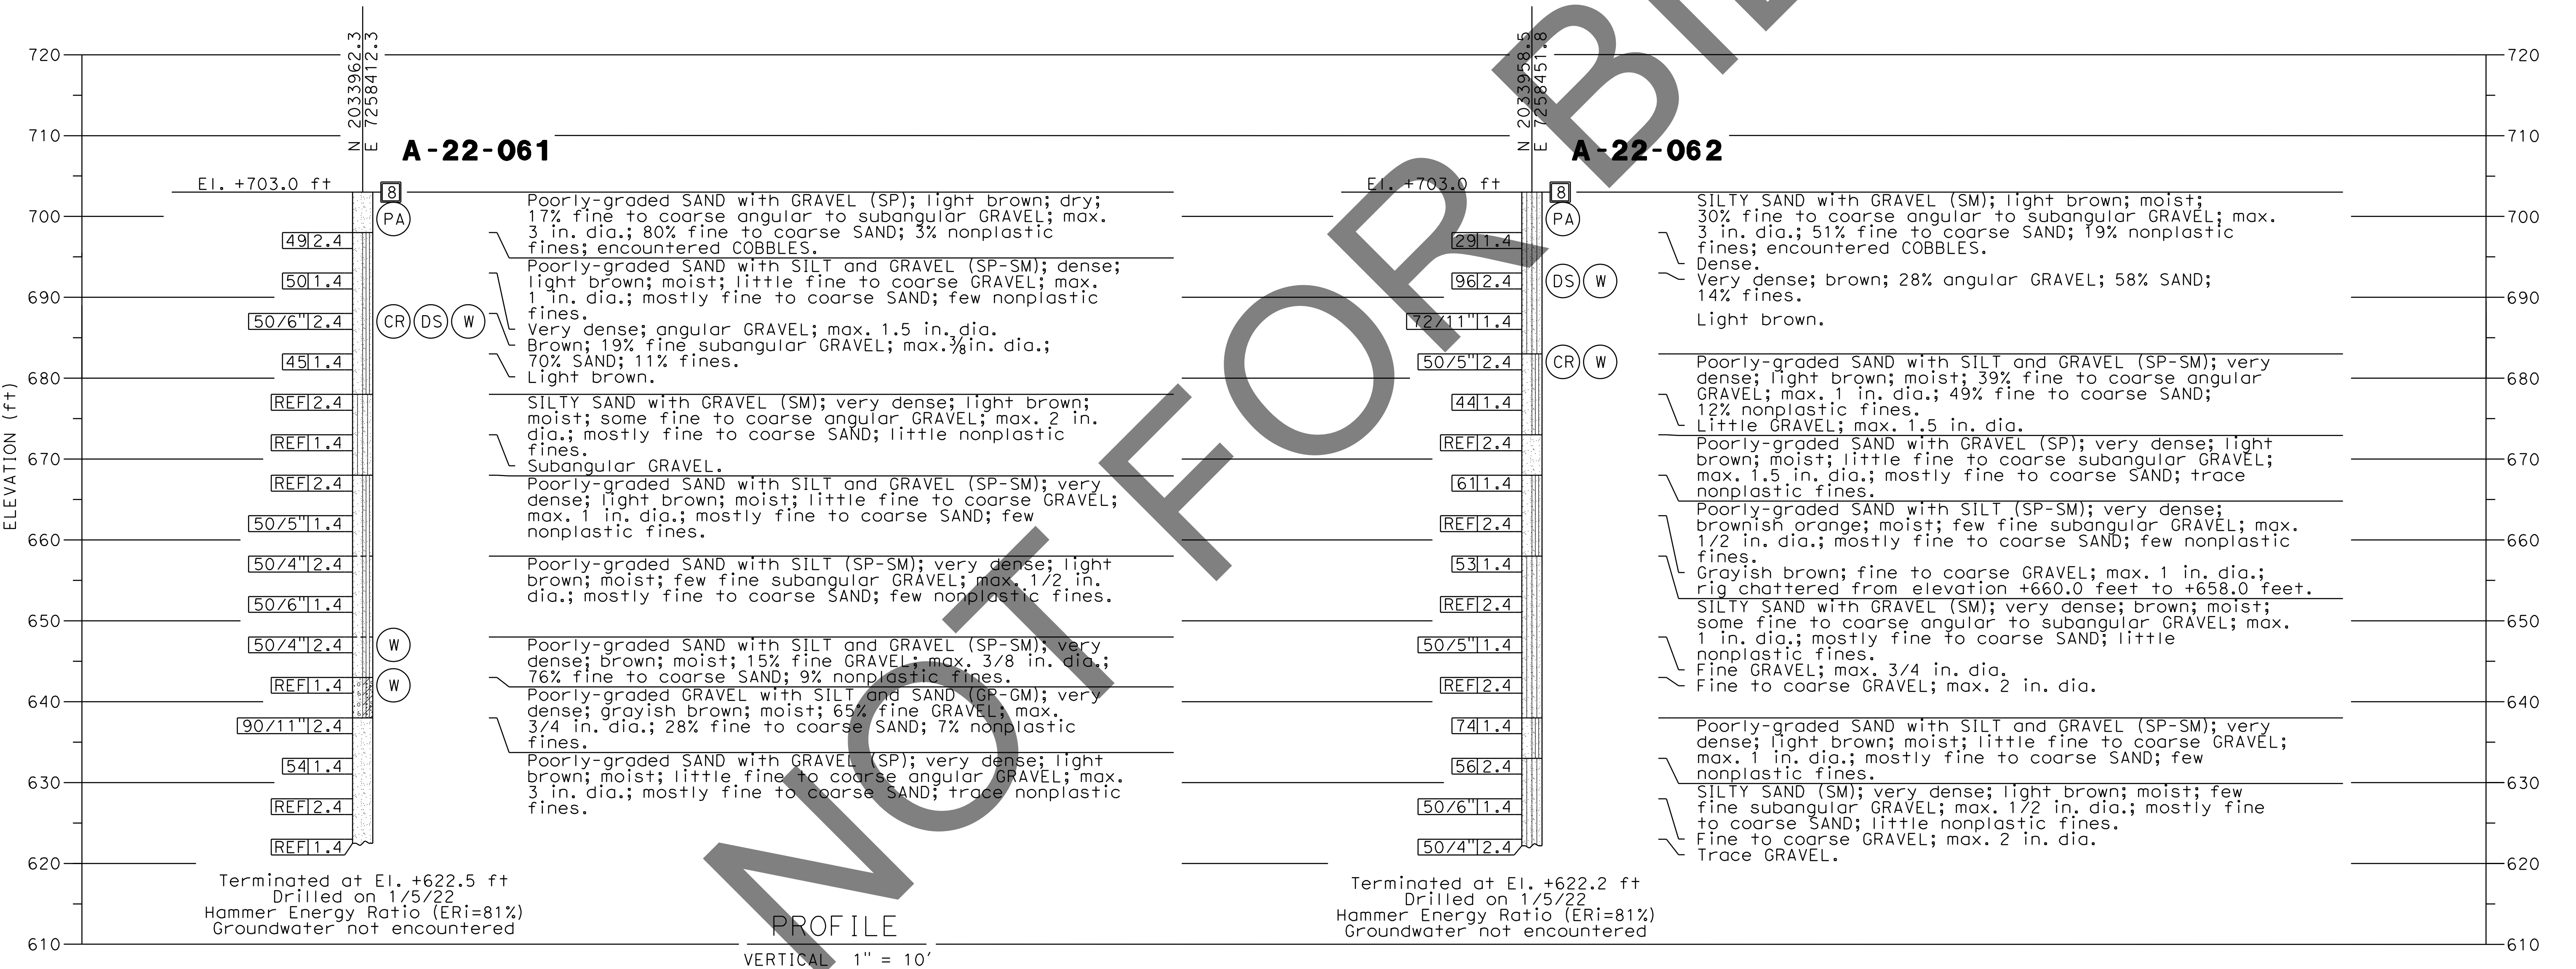 N 2033962.3
E 7258412.3
A-22-061
El. +703.0 ft
8
PA
49 2.4
50 1.4
50/6" 2.4
CR DS W
45 1.4
REF 2.4
REF 1.4
REF 2.4
50/5" 1.4
50/4" 2.4
50/6" 1.4
50/4" 2.4
W
REF 1.4
W
90/11" 2.4
54 1.4
REF 2.4
REF 1.4
Poorly-graded SAND with GRAVEL (SP); light brown; dry;
17% fine to coarse angular to subangular GRAVEL; max.
3 in. dia.; 80% fine to coarse SAND; 3% nonplastic
fines; encountered COBBLES.
Poorly-graded SAND with SILT and GRAVEL (SP-SM); dense;
light brown; moist; little fine to coarse GRAVEL; max.
1 in. dia.; mostly fine to coarse SAND; few nonplastic
fines.
Very dense; angular GRAVEL; max. 1.5 in. dia.
Brown; 19% fine subangular GRAVEL; max.⅜in. dia.;
70% SAND; 11% fines.
Light brown.
SILTY SAND with GRAVEL (SM); very dense; light brown;
moist; some fine to coarse angular GRAVEL; max. 2 in.
dia.; mostly fine to coarse SAND; little nonplastic
fines.
Subangular GRAVEL.
Poorly-graded SAND with SILT and GRAVEL (SP-SM); very
dense; light brown; moist; little fine to coarse GRAVEL;
max. 1 in. dia.; mostly fine to coarse SAND; few
nonplastic fines.
Poorly-graded SAND with SILT (SP-SM); very dense; light
brown; moist; few fine subangular GRAVEL; max. 1/2 in.
dia.; mostly fine to coarse SAND; few nonplastic fines.
Poorly-graded SAND with SILT and GRAVEL (SP-SM); very
dense; brown; moist; 15% fine GRAVEL; max. 3/8 in. dia.;
76% fine to coarse SAND; 9% nonplastic fines.
Poorly-graded GRAVEL with SILT and SAND (GP-GM); very
dense; grayish brown; moist; 65% fine GRAVEL; max.
3/4 in. dia.; 28% fine to coarse SAND; 7% nonplastic
fines.
Poorly-graded SAND with GRAVEL (SP); very dense; light
brown; moist; little fine to coarse angular GRAVEL; max.
3 in. dia.; mostly fine to coarse SAND; trace nonplastic
fines.
Terminated at El. +622.5 ft
Drilled on 1/5/22
Hammer Energy Ratio (ERi=81%)
Groundwater not encountered
N 2033958.5
E 7258451.8
A-22-062
El. +703.0 ft
8
PA
29 1.4
96 2.4
DS W
72/11" 1.4
50/5" 2.4
CR W
44 1.4
REF 2.4
61 1.4
REF 2.4
53 1.4
REF 2.4
50/5" 1.4
REF 2.4
74 1.4
56 2.4
50/6" 1.4
50/4" 2.4
SILTY SAND with GRAVEL (SM); light brown; moist;
30% fine to coarse angular to subangular GRAVEL; max.
3 in. dia.; 51% fine to coarse SAND; 19% nonplastic
fines; encountered COBBLES.
Dense.
Very dense; brown; 28% angular GRAVEL; 58% SAND;
14% fines.
Light brown.
Poorly-graded SAND with SILT and GRAVEL (SP-SM); very
dense; light brown; moist; 39% fine to coarse angular
GRAVEL; max. 1 in. dia.; 49% fine to coarse SAND;
12% nonplastic fines.
Little GRAVEL; max. 1.5 in. dia.
Poorly-graded SAND with GRAVEL (SP); very dense; light
brown; moist; little fine to coarse subangular GRAVEL;
max. 1.5 in. dia.; mostly fine to coarse SAND; trace
nonplastic fines.
Poorly-graded SAND with SILT (SP-SM); very dense;
brownish orange; moist; few fine subangular GRAVEL; max.
1/2 in. dia.; mostly fine to coarse SAND; few nonplastic
fines.
Grayish brown; fine to coarse GRAVEL; max. 1 in. dia.;
rig chattered from elevation +660.0 feet to +658.0 feet.
SILTY SAND with GRAVEL (SM); very dense; brown; moist;
some fine to coarse angular to subangular GRAVEL; max.
1 in. dia.; mostly fine to coarse SAND; little
nonplastic fines.
Fine GRAVEL; max. 3/4 in. dia.
Fine to coarse GRAVEL; max. 2 in. dia.
Poorly-graded SAND with SILT and GRAVEL (SP-SM); very
dense; light brown; moist; little fine to coarse GRAVEL;
max. 1 in. dia.; mostly fine to coarse SAND; few
nonplastic fines.
SILTY SAND (SM); very dense; light brown; moist; few
fine subangular GRAVEL; max. 1/2 in. dia.; mostly fine
to coarse SAND; little nonplastic fines.
Fine to coarse GRAVEL; max. 2 in. dia.
Trace GRAVEL.
Terminated at El. +622.2 ft
Drilled on 1/5/22
Hammer Energy Ratio (ERi=81%)
Groundwater not encountered
ELEVATION (ft)
720
710
700
690
680
670
660
650
640
630
620
610
720
710
700
690
680
670
660
650
640
630
620
610
PROFILE
VERTICAL 1" = 10'
NOT FOR BI